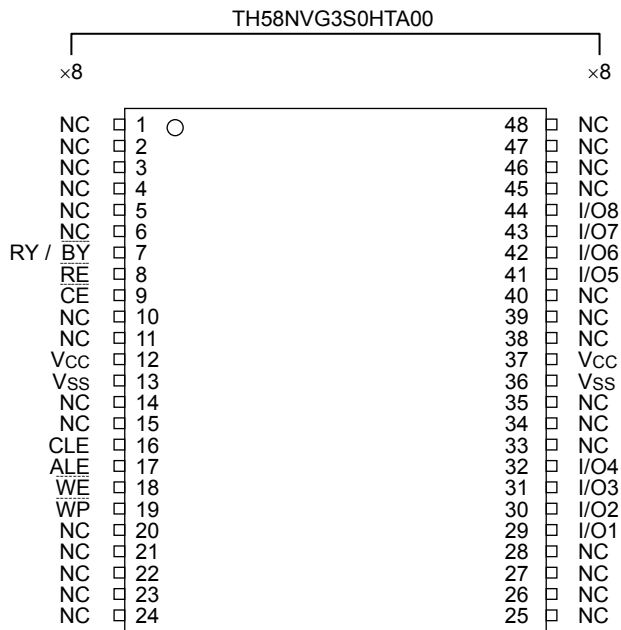 TH58NVG3S0HTA00
×8 ×8
NC 1 48 NC
NC 2 47 NC
NC 3 46 NC
NC 4 45 NC
NC 5 44 I/O8
NC 6 43 I/O7
RY / BY 7 42 I/O6
RE 8 41 I/O5
CE 9 40 NC
NC 10 39 NC
NC 11 38 NC
VCC 12 37 VCC
VSS 13 36 VSS
NC 14 35 NC
NC 15 34 NC
CLE 16 33 NC
ALE 17 32 I/O4
WE 18 31 I/O3
WP 19 30 I/O2
NC 20 29 I/O1
NC 21 28 NC
NC 22 27 NC
NC 23 26 NC
NC 24 25 NC